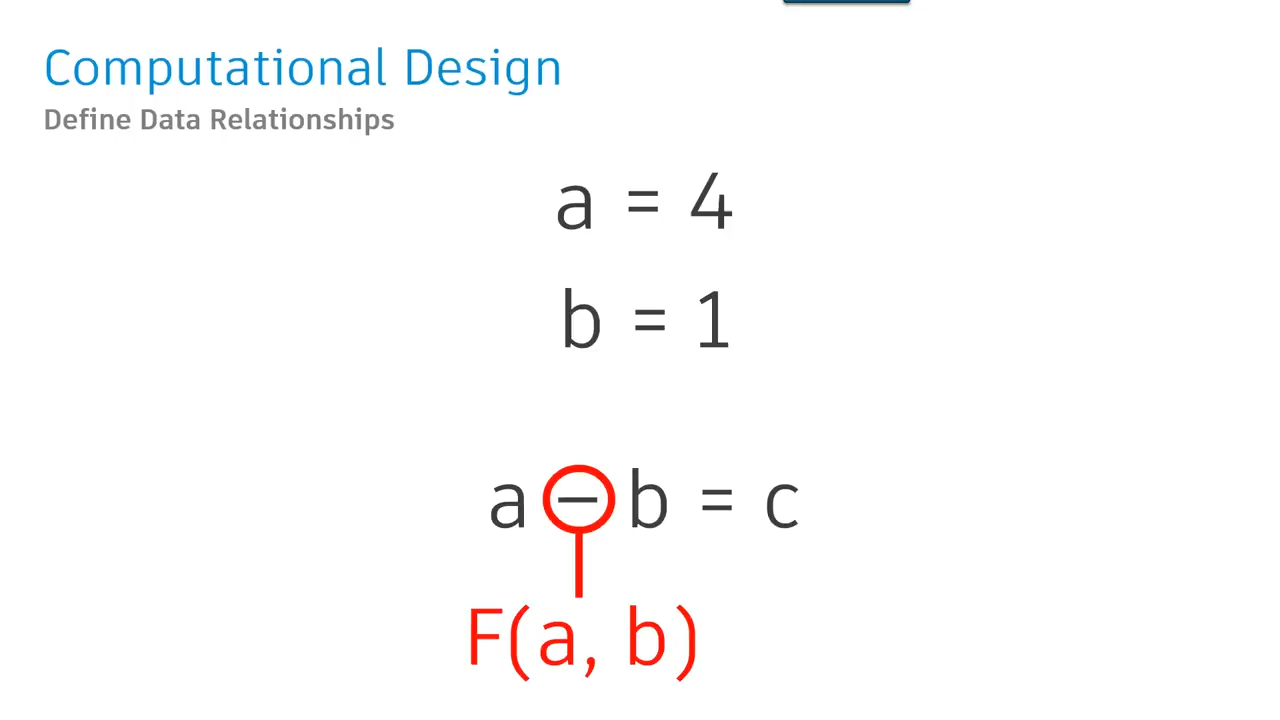 Computational Design
Define Data Relationships
a = 4
b = 1
a − b = c
F(a, b)